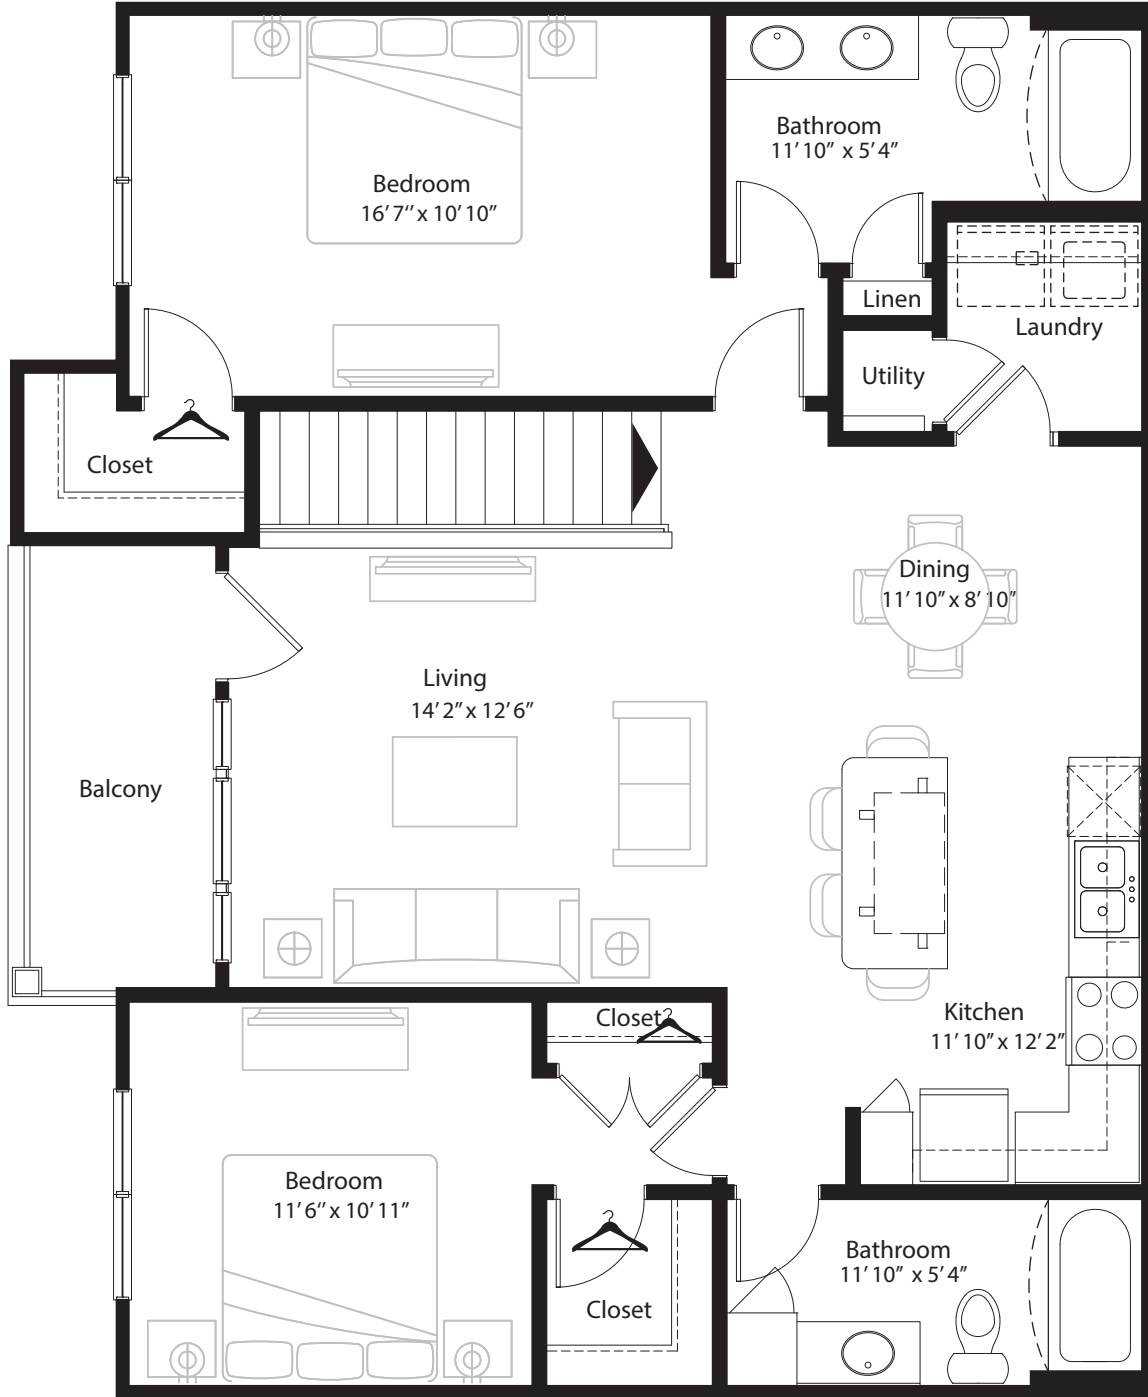 Bathroom
11’ 10” x 5’ 4”
Bedroom
16’ 7’’ x 10’ 10”
Linen
Laundry
Utility
Closet
Dining
11’ 10” x 8’ 10”
Living
14’ 2” x 12’ 6”
Balcony
Kitchen
11’ 10” x 12’ 2”
Closet
Bedroom
11’ 6’’ x 10’ 11”
Bathroom
11’ 10” x 5’ 4”
Closet